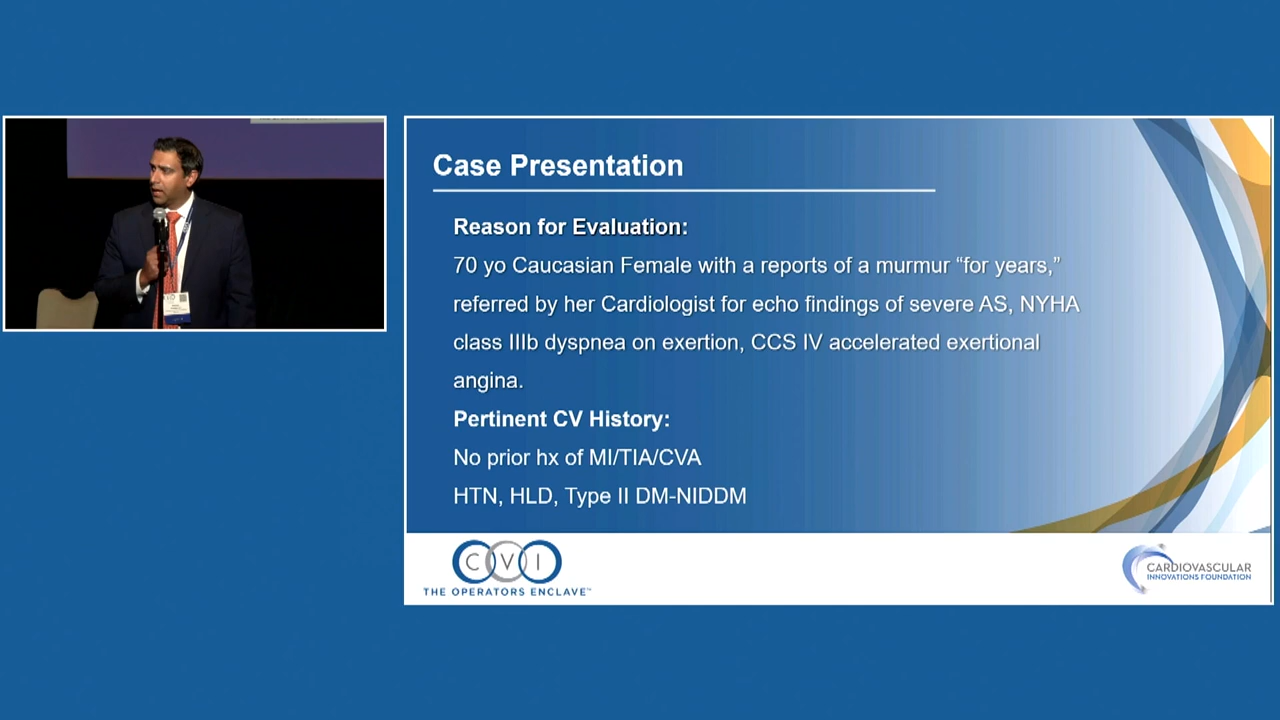 Case Presentation
Reason for Evaluation:
70 yo Caucasian Female with a reports of a murmur “for years,”
referred by her Cardiologist for echo findings of severe AS, NYHA
class IIIb dyspnea on exertion, CCS IV accelerated exertional
angina.
Pertinent CV History:
No prior hx of MI/TIA/CVA
HTN, HLD, Type II DM-NIDDM
CVI
THE OPERATORS ENCLAVE™
CARDIOVASCULAR
INNOVATIONS FOUNDATION